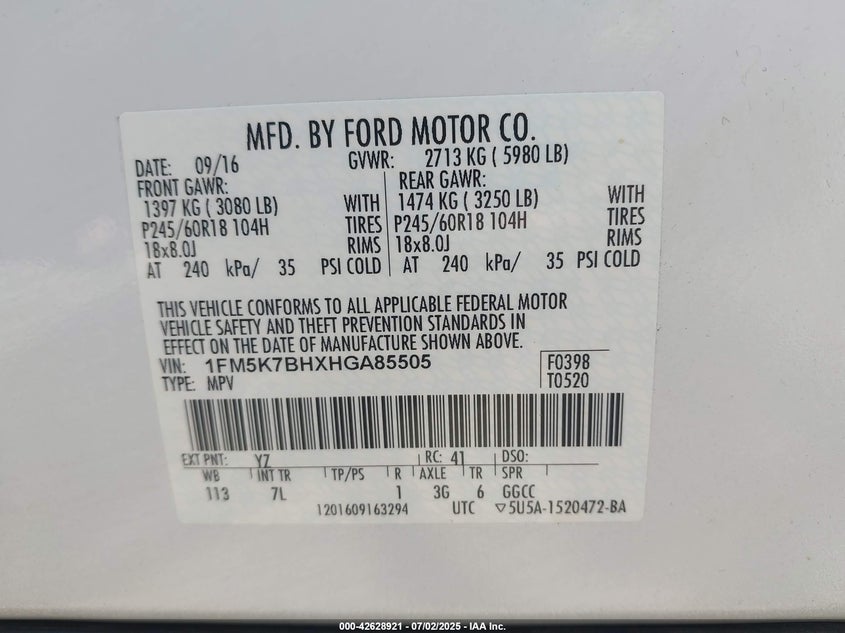 MFD. BY FORD MOTOR CO.
DATE: 09/16 GVWR: 2713 KG ( 5980 LB)
FRONT GAWR: REAR GAWR:
1397 KG ( 3080 LB) WITH 1474 KG ( 3250 LB) WITH
P245/60R18 104H TIRES P245/60R18 104H TIRES
18x8.0J RIMS 18x8.0J RIMS
AT 240 kPa/ 35 PSI COLD AT 240 kPa/ 35 PSI COLD
THIS VEHICLE CONFORMS TO ALL APPLICABLE FEDERAL MOTOR
VEHICLE SAFETY AND THEFT PREVENTION STANDARDS IN
EFFECT ON THE DATE OF MANUFACTURE SHOWN ABOVE.
VIN: 1FM5K7BHXHGA85505 F0398
TYPE: MPV T0520
EXT PNT: YZ RC: 41 DSO:
WB INT TR TP/PS R AXLE TR SPR
113 7L 1 3G 6 GGCC
1201609163294 UTC ▽5U5A-1520472-BA
000-42628921 - 07/02/2025 - IAA Inc.